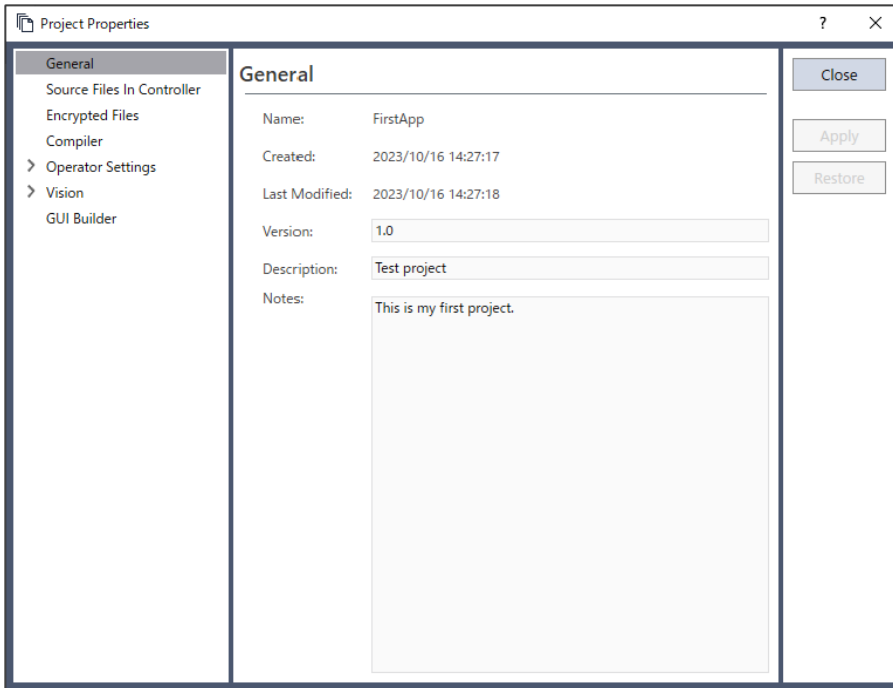 Project Properties
?
General
Source Files In Controller
Encrypted Files
Compiler
Operator Settings
Vision
GUI Builder
General
Name: FirstApp
Created: 2023/10/16 14:27:17
Last Modified: 2023/10/16 14:27:18
Version: 1.0
Description: Test project
Notes: This is my first project.
Close
Apply
Restore